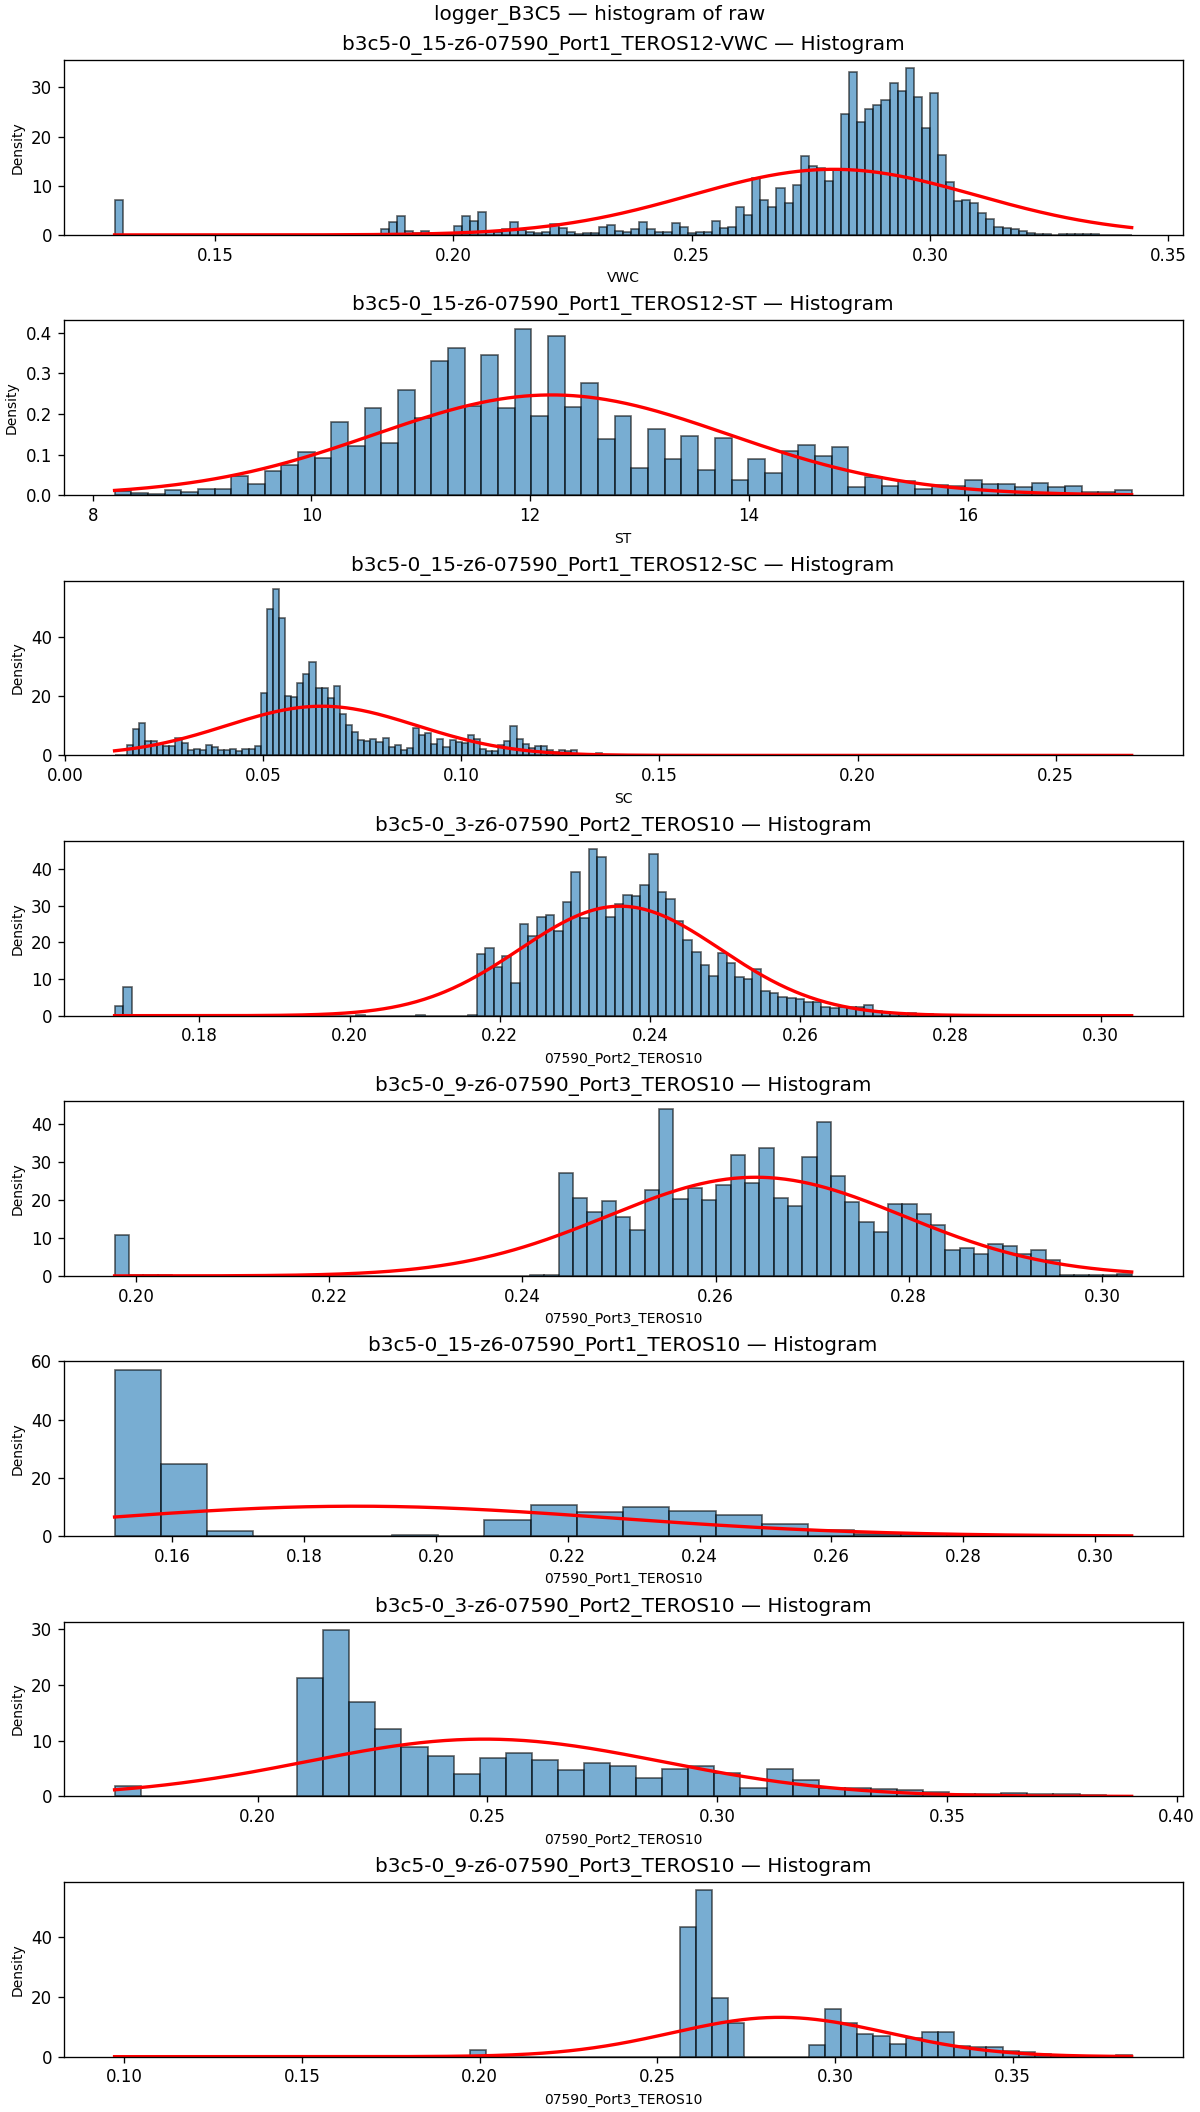 logger_B3C5 — histogram of raw
b3c5-0_15-z6-07590_Port1_TEROS12-VWC — Histogram
Density
30
20
10
0
0.15 0.20 0.25 0.30 0.35
VWC
b3c5-0_15-z6-07590_Port1_TEROS12-ST — Histogram
Density
0.4
0.3
0.2
0.1
0.0
8 10 12 14 16
ST
b3c5-0_15-z6-07590_Port1_TEROS12-SC — Histogram
Density
40
20
0
0.00 0.05 0.10 0.15 0.20 0.25
SC
b3c5-0_3-z6-07590_Port2_TEROS10 — Histogram
Density
40
30
20
10
0
0.18 0.20 0.22 0.24 0.26 0.28 0.30
07590_Port2_TEROS10
b3c5-0_9-z6-07590_Port3_TEROS10 — Histogram
Density
40
30
20
10
0
0.20 0.22 0.24 0.26 0.28 0.30
07590_Port3_TEROS10
b3c5-0_15-z6-07590_Port1_TEROS10 — Histogram
Density
60
40
20
0
0.16 0.18 0.20 0.22 0.24 0.26 0.28 0.30
07590_Port1_TEROS10
b3c5-0_3-z6-07590_Port2_TEROS10 — Histogram
Density
30
20
10
0
0.20 0.25 0.30 0.35 0.40
07590_Port2_TEROS10
b3c5-0_9-z6-07590_Port3_TEROS10 — Histogram
Density
40
20
0
0.10 0.15 0.20 0.25 0.30 0.35
07590_Port3_TEROS10